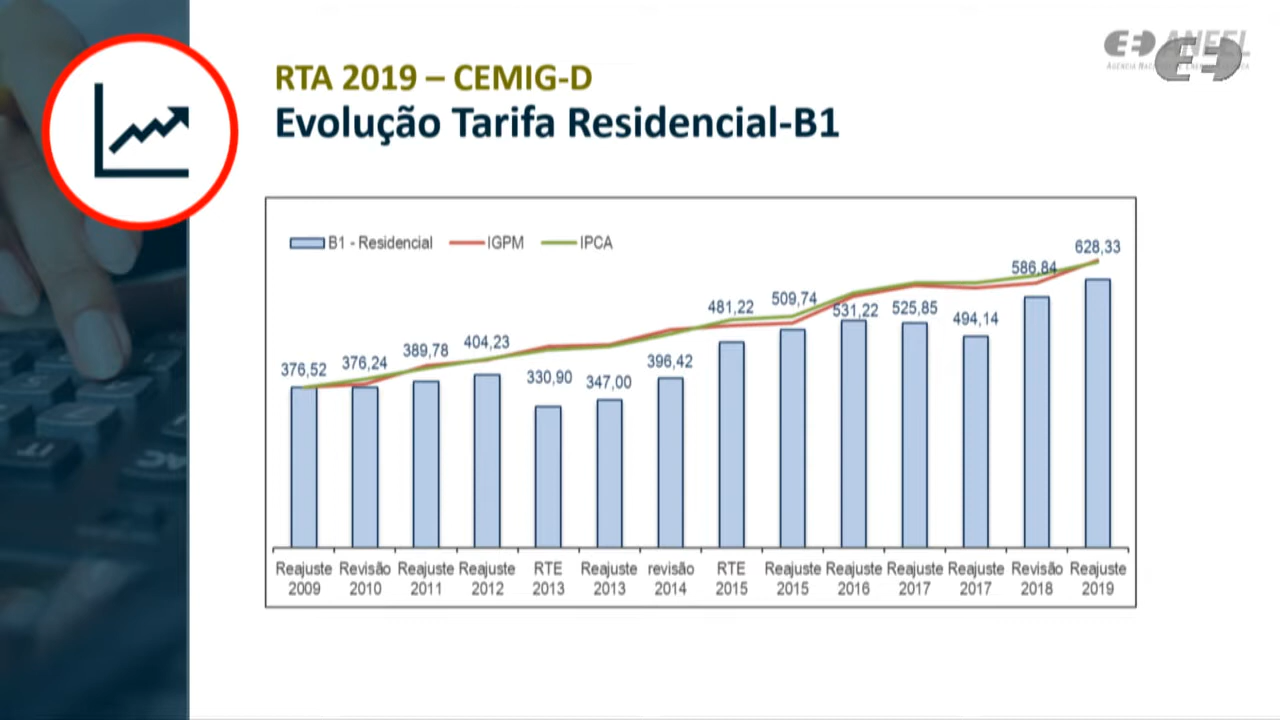 ANEEL
RTA 2019 – CEMIG-D
Evolução Tarifa Residencial-B1
B1 - Residencial IGPM IPCA
376,52 376,24 389,78 404,23 330,90 347,00 396,42 481,22 509,74 531,22 525,85 494,14 586,84 628,33
Reajuste Revisão Reajuste Reajuste RTE Reajuste revisão RTE Reajuste Reajuste Reajuste Reajuste Revisão Reajuste
2009 2010 2011 2012 2013 2013 2014 2015 2015 2016 2017 2017 2018 2019